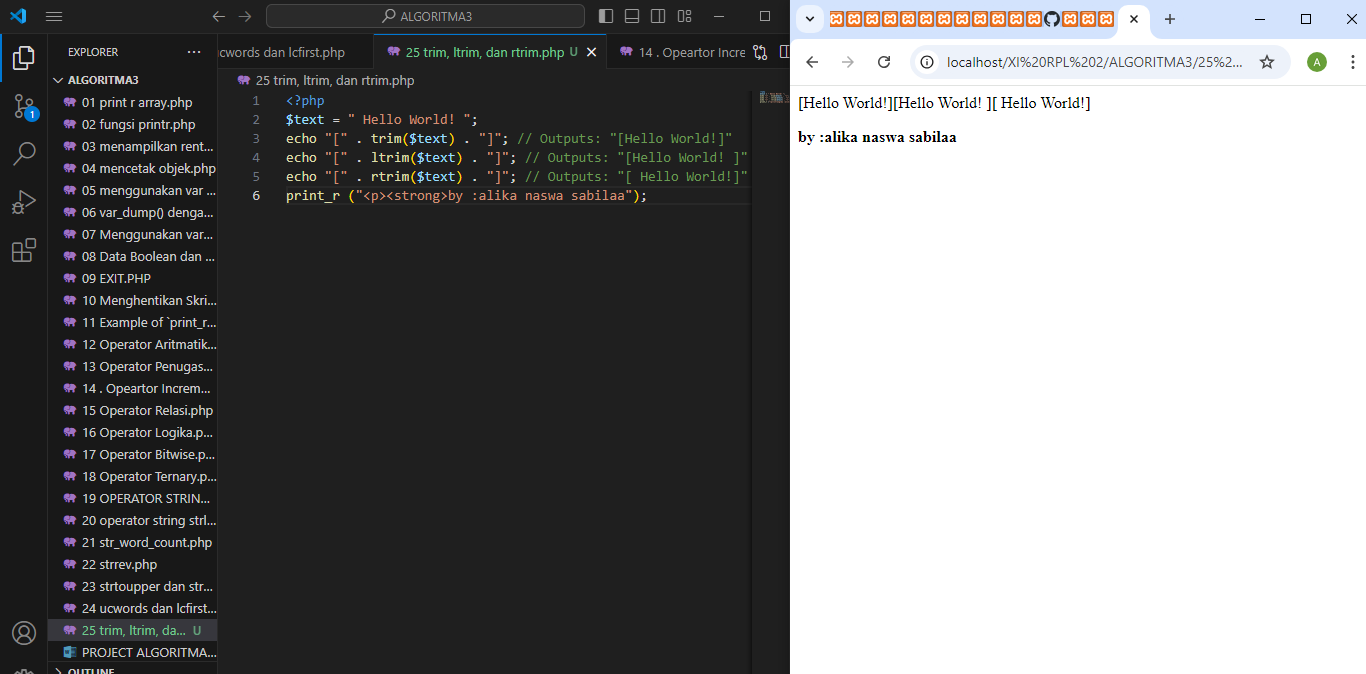 ALGORITMA3
EXPLORER
ALGORITMA3
01 print r array.php
02 fungsi printr.php
03 menampilkan rent...
04 mencetak objek.php
05 menggunakan var ...
06 var_dump() denga...
07 Menggunakan var...
08 Data Boolean dan ...
09 EXIT.PHP
10 Menghentikan Skri...
11 Example of `print_r...
12 Operator Aritmatik...
13 Operator Penugas...
14 . Opeartor Increm...
15 Operator Relasi.php
16 Operator Logika.p...
17 Operator Bitwise.p...
18 Operator Ternary.p...
19 OPERATOR STRIN...
20 operator string strl...
21 str_word_count.php
22 strrev.php
23 strtoupper dan str...
24 ucwords dan lcfirst...
25 trim, ltrim, da... U
PROJECT ALGORITMA...
OUTLINE
1
ucwords dan lcfirst.php
25 trim, ltrim, dan rtrim.php U
14 . Opeartor Incre
25 trim, ltrim, dan rtrim.php
1 <?php
2 $text = " Hello World! ";
3 echo "[" . trim($text) . "]"; // Outputs: "[Hello World!]"
4 echo "[" . ltrim($text) . "]"; // Outputs: "[Hello World! ]"
5 echo "[" . rtrim($text) . "]"; // Outputs: "[ Hello World!]"
6 print_r ("<p><strong>by :alika naswa sabilaa");
localhost/XI%20RPL%202/ALGORITMA3/25%2...
A
[Hello World!][Hello World! ][ Hello World!]
by :alika naswa sabilaa